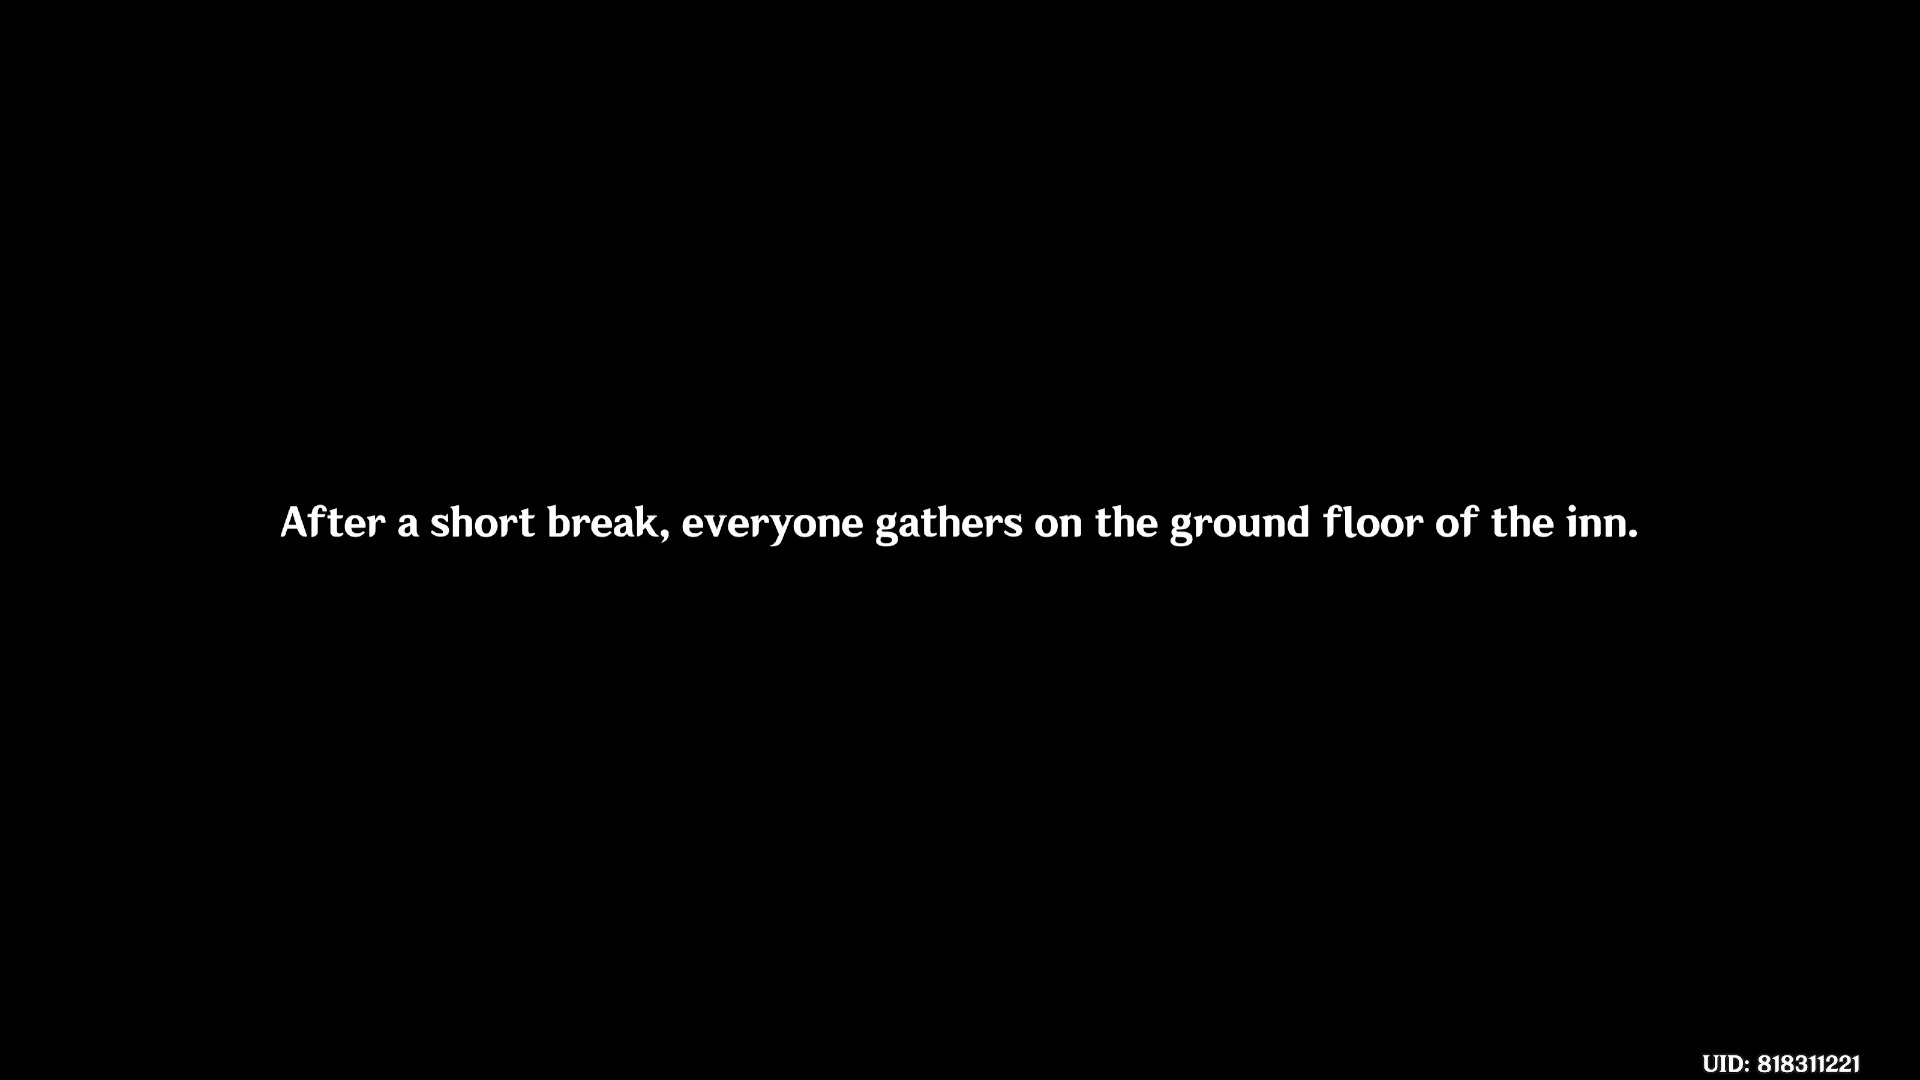 After a short break, everyone gathers on the ground floor of the inn.
UID: 818311221